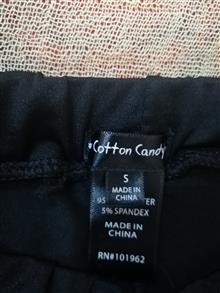 *Cotton Candy
S
MADE IN
CHINA
95
5% SPANDEX
MADE IN
CHINA
RN#101962